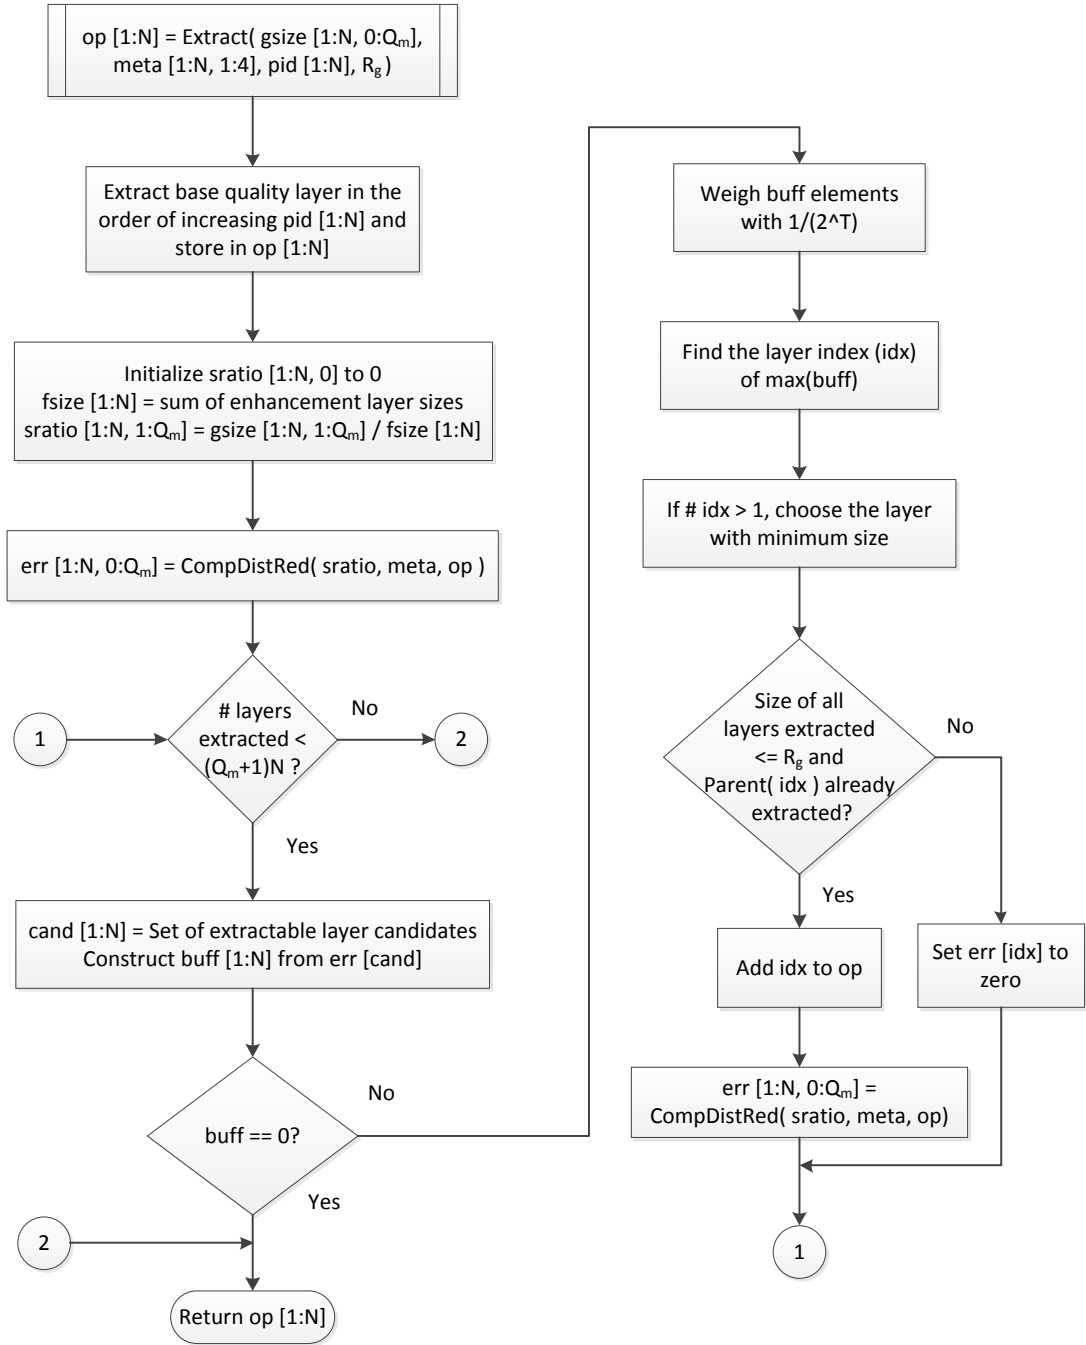 op [1:N] = Extract( gsize [1:N, 0:Qm],
meta [1:N, 1:4], pid [1:N], Rg )
Extract base quality layer in the
order of increasing pid [1:N] and
store in op [1:N]
Initialize sratio [1:N, 0] to 0
fsize [1:N] = sum of enhancement layer sizes
sratio [1:N, 1:Qm] = gsize [1:N, 1:Qm] / fsize [1:N]
err [1:N, 0:Qm] = CompDistRed( sratio, meta, op )
1
# layers
extracted <
(Qm+1)N ?
No
2
Yes
cand [1:N] = Set of extractable layer candidates
Construct buff [1:N] from err [cand]
buff == 0?
No
Yes
2
Return op [1:N]
Weigh buff elements
with 1/(2^T)
Find the layer index (idx)
of max(buff)
If # idx > 1, choose the layer
with minimum size
Size of all
layers extracted
<= Rg and
Parent( idx ) already
extracted?
No
Yes
Add idx to op
Set err [idx] to
zero
err [1:N, 0:Qm] =
CompDistRed( sratio, meta, op)
1